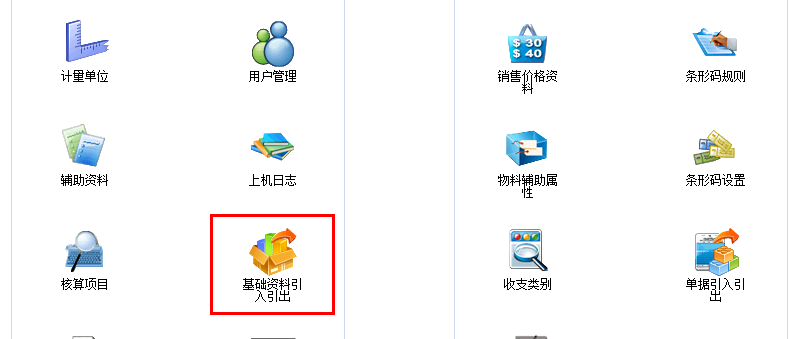 $ 30
$ 40
计量单位
用户管理
销售价格资
料
条形码规则
辅助资料
上机日志
物料辅助属
性
条形码设置
核算项目
基础资料引
入引出
收支类别
单据引入引
出